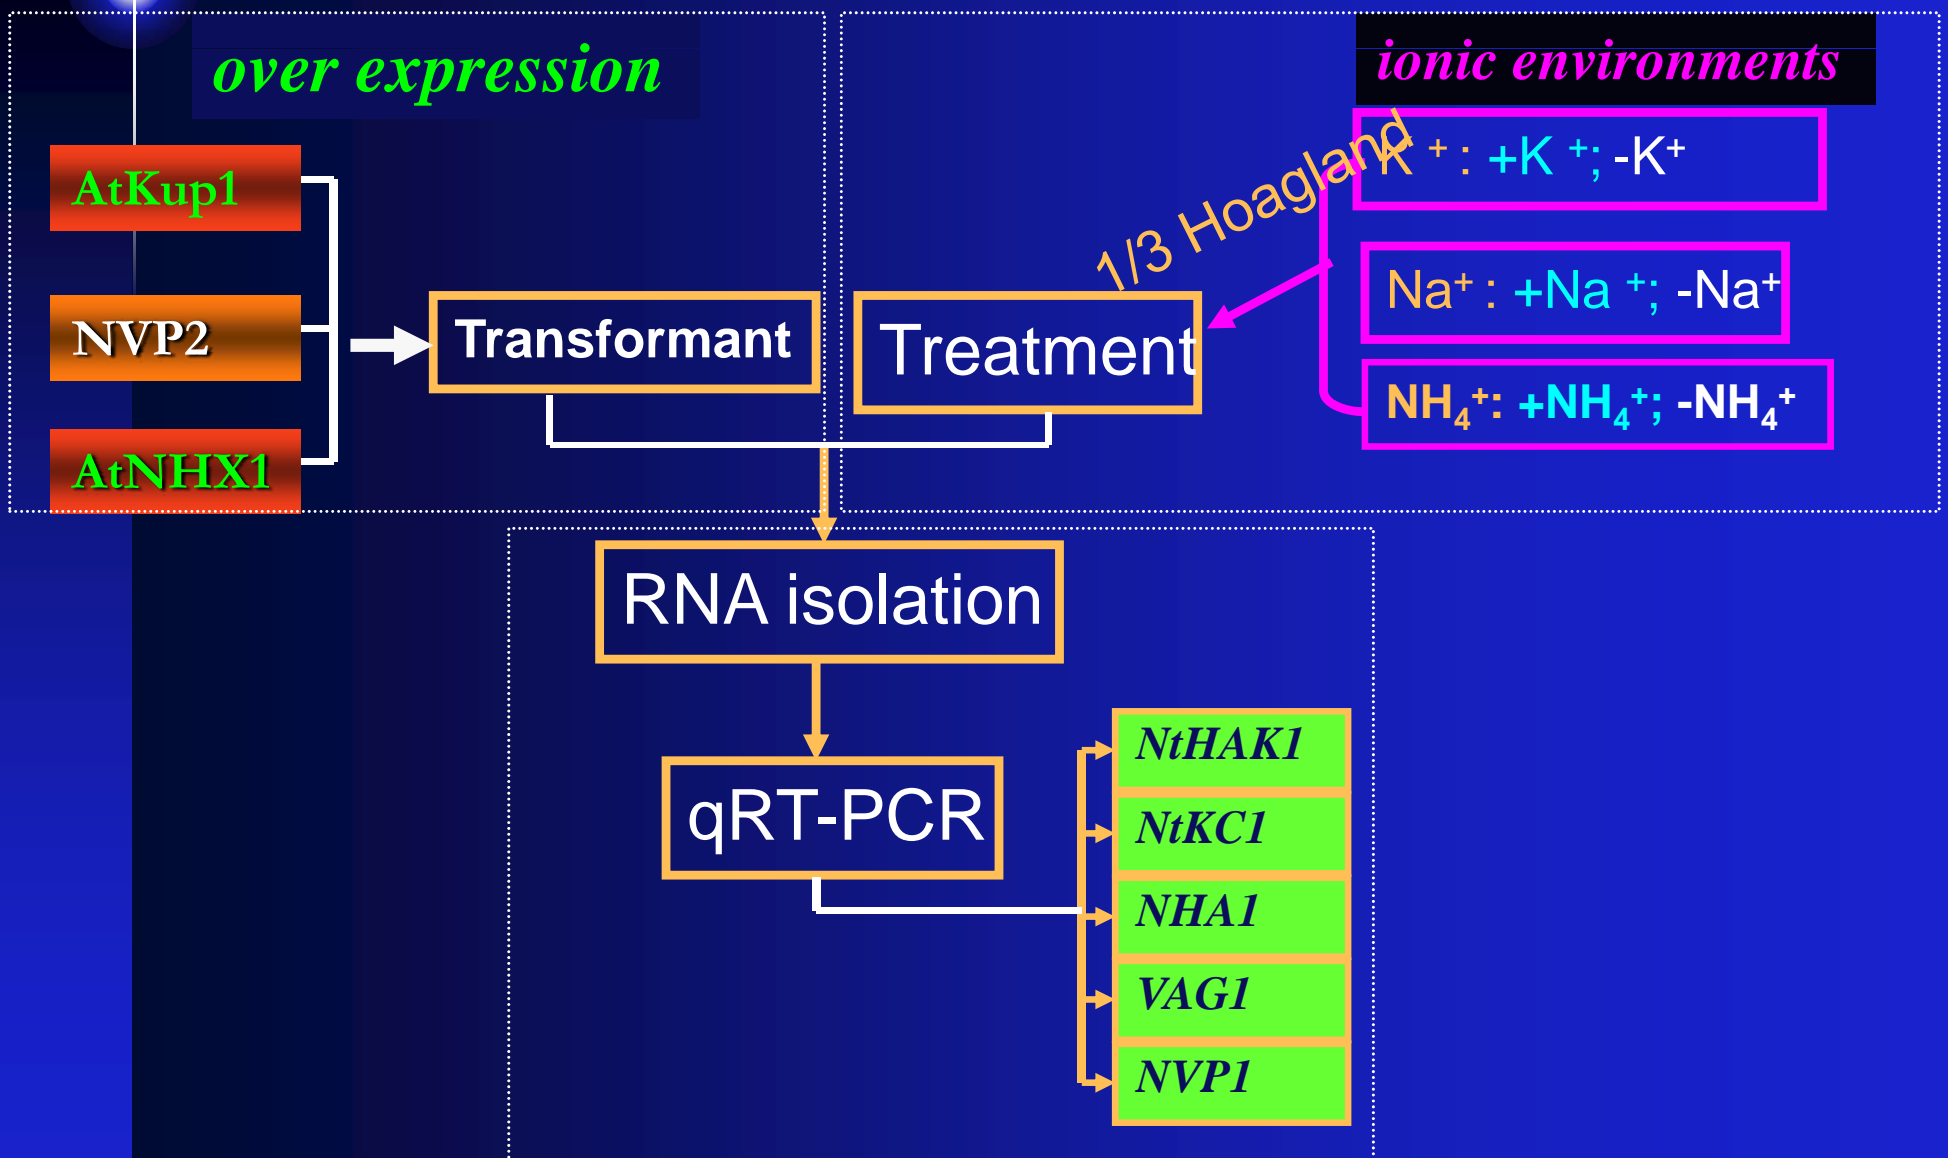 over expression
ionic environments
AtKup1
NVP2
AtNHX1
Transformant
Treatment
1/3 Hoagland
K ⁺ : +K ⁺; -K⁺
Na⁺ : +Na ⁺; -Na⁺
NH₄⁺: +NH₄⁺; -NH₄⁺
RNA isolation
qRT-PCR
NtHAK1
NtKC1
NHA1
VAG1
NVP1